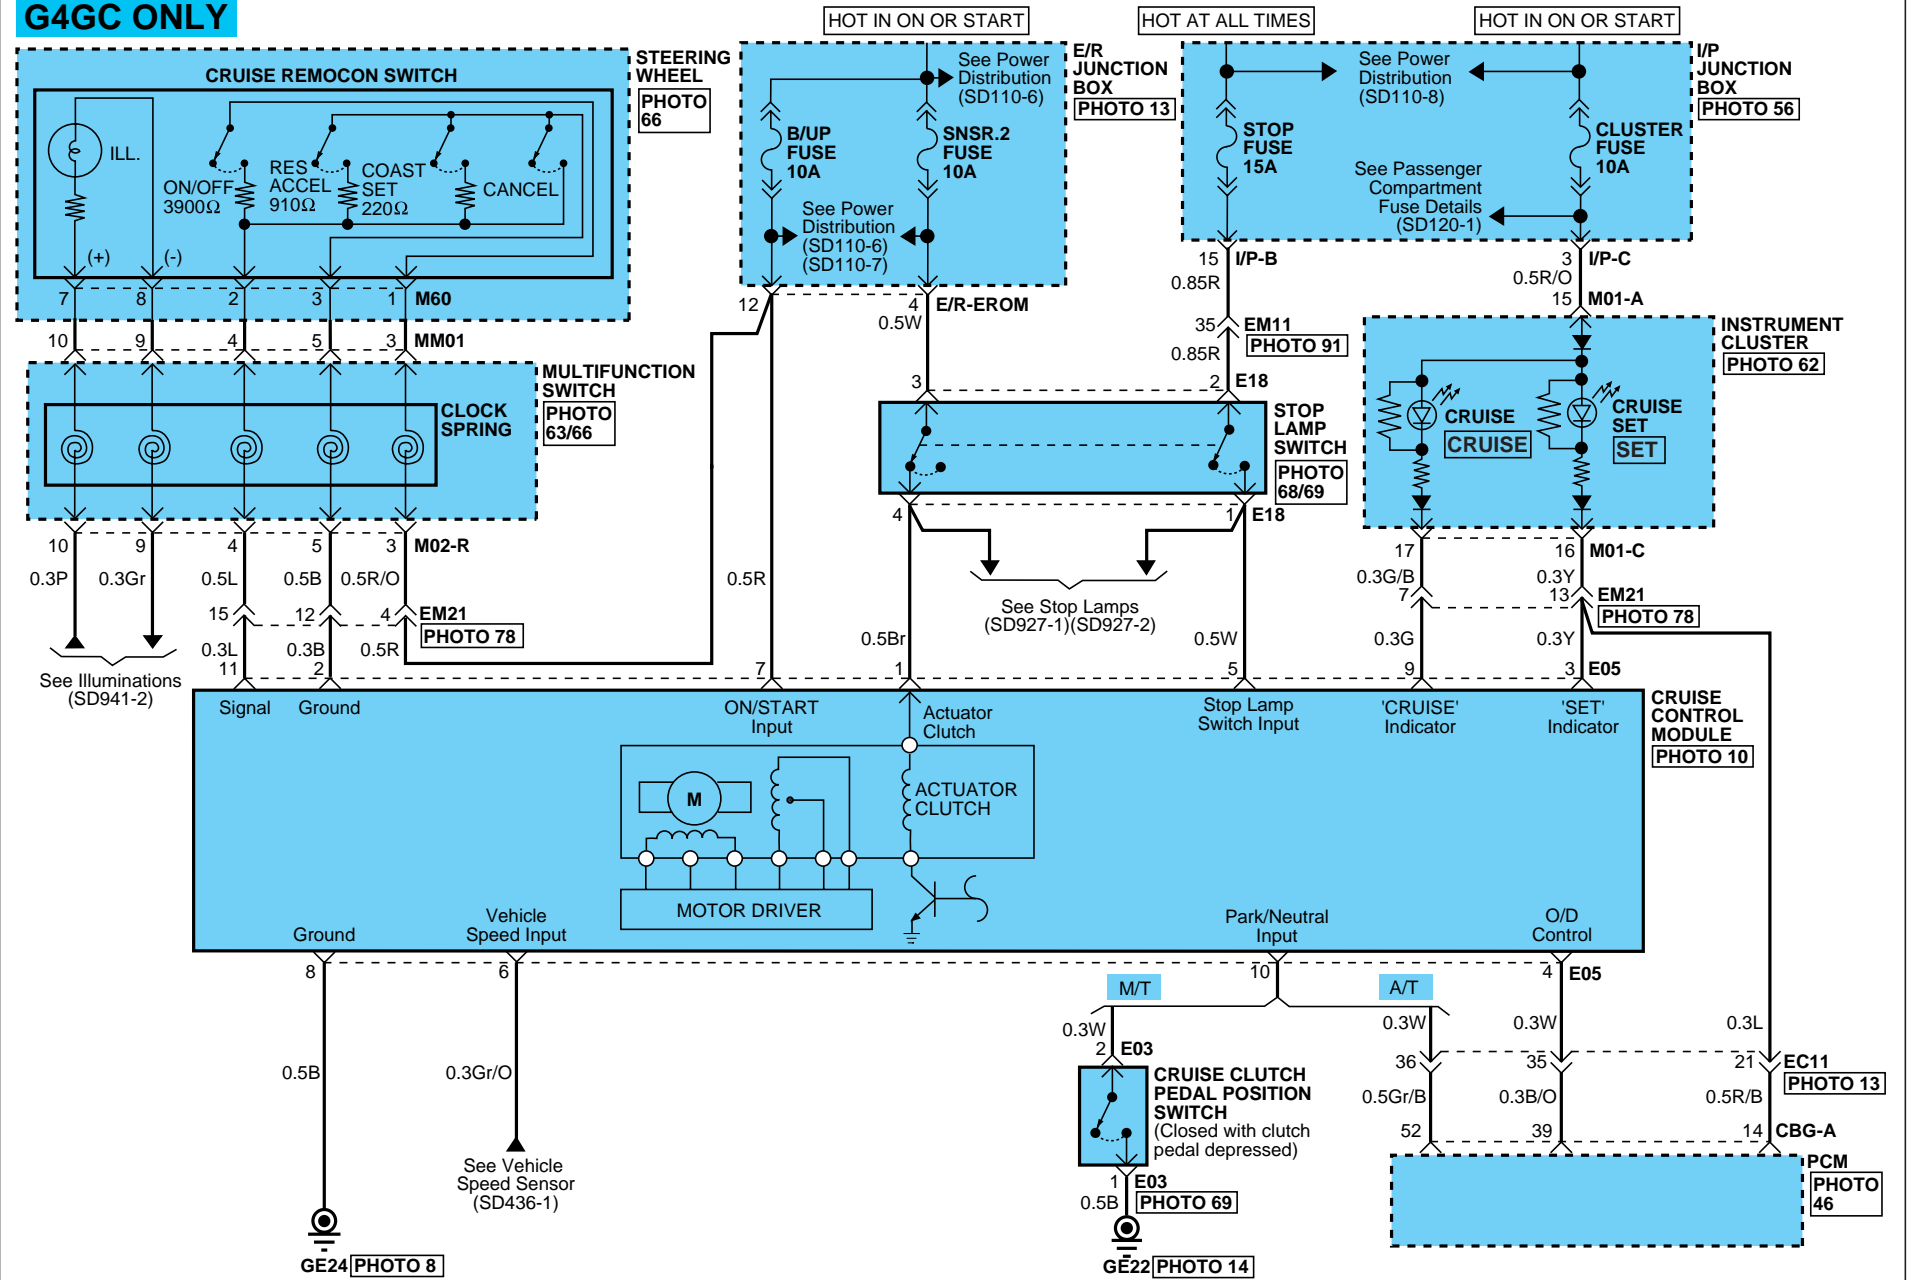 G4GC ONLY
HOT IN ON OR START
HOT AT ALL TIMES
HOT IN ON OR START
CRUISE REMOCON SWITCH
STEERING
WHEEL
PHOTO
66
ILL.
ON/OFF
3900Ω
RES
ACCEL
910Ω
COAST
SET
220Ω
CANCEL
(+)
(-)
7
8
2
3
1
M60
10
9
4
5
3
MM01
MULTIFUNCTION
SWITCH
PHOTO
63/66
CLOCK
SPRING
10
9
4
5
3
M02-R
0.3P
0.3Gr
0.5L
0.5B
0.5R/O
15
12
4
EM21
PHOTO 78
0.3L
0.3B
0.5R
11
2
See Illuminations
(SD941-2)
E/R
JUNCTION
BOX
PHOTO 13
See Power
Distribution
(SD110-6)
B/UP
FUSE
10A
SNSR.2
FUSE
10A
See Power
Distribution
(SD110-6)
(SD110-7)
12
4
E/R-EROM
0.5W
0.5R
7
I/P
JUNCTION
BOX
PHOTO 56
See Power
Distribution
(SD110-8)
STOP
FUSE
15A
CLUSTER
FUSE
10A
See Passenger
Compartment
Fuse Details
(SD120-1)
15
I/P-B
3
I/P-C
0.85R
0.5R/O
35
EM11
PHOTO 91
0.85R
15
M01-A
3
2
E18
STOP
LAMP
SWITCH
PHOTO
68/69
4
1
E18
See Stop Lamps
(SD927-1)(SD927-2)
0.5Br
0.5W
1
5
INSTRUMENT
CLUSTER
PHOTO 62
CRUISE
CRUISE
CRUISE
SET
SET
17
16
M01-C
0.3G/B
0.3Y
7
13
EM21
PHOTO 78
0.3G
0.3Y
9
3
E05
CRUISE
CONTROL
MODULE
PHOTO 10
Signal
Ground
ON/START
Input
Actuator
Clutch
Stop Lamp
Switch Input
'CRUISE'
Indicator
'SET'
Indicator
M
ACTUATOR
CLUTCH
MOTOR DRIVER
Ground
Vehicle
Speed Input
Park/Neutral
Input
O/D
Control
8
6
10
4
E05
0.5B
0.3Gr/O
See Vehicle
Speed Sensor
(SD436-1)
GE24
PHOTO 8
M/T
A/T
0.3W
2
E03
CRUISE CLUTCH
PEDAL POSITION
SWITCH
(Closed with clutch
pedal depressed)
1
E03
0.5B
PHOTO 69
GE22
PHOTO 14
0.3W
0.3W
0.3L
36
35
21
EC11
PHOTO 13
0.5Gr/B
0.3B/O
0.5R/B
52
39
14
CBG-A
PCM
PHOTO
46